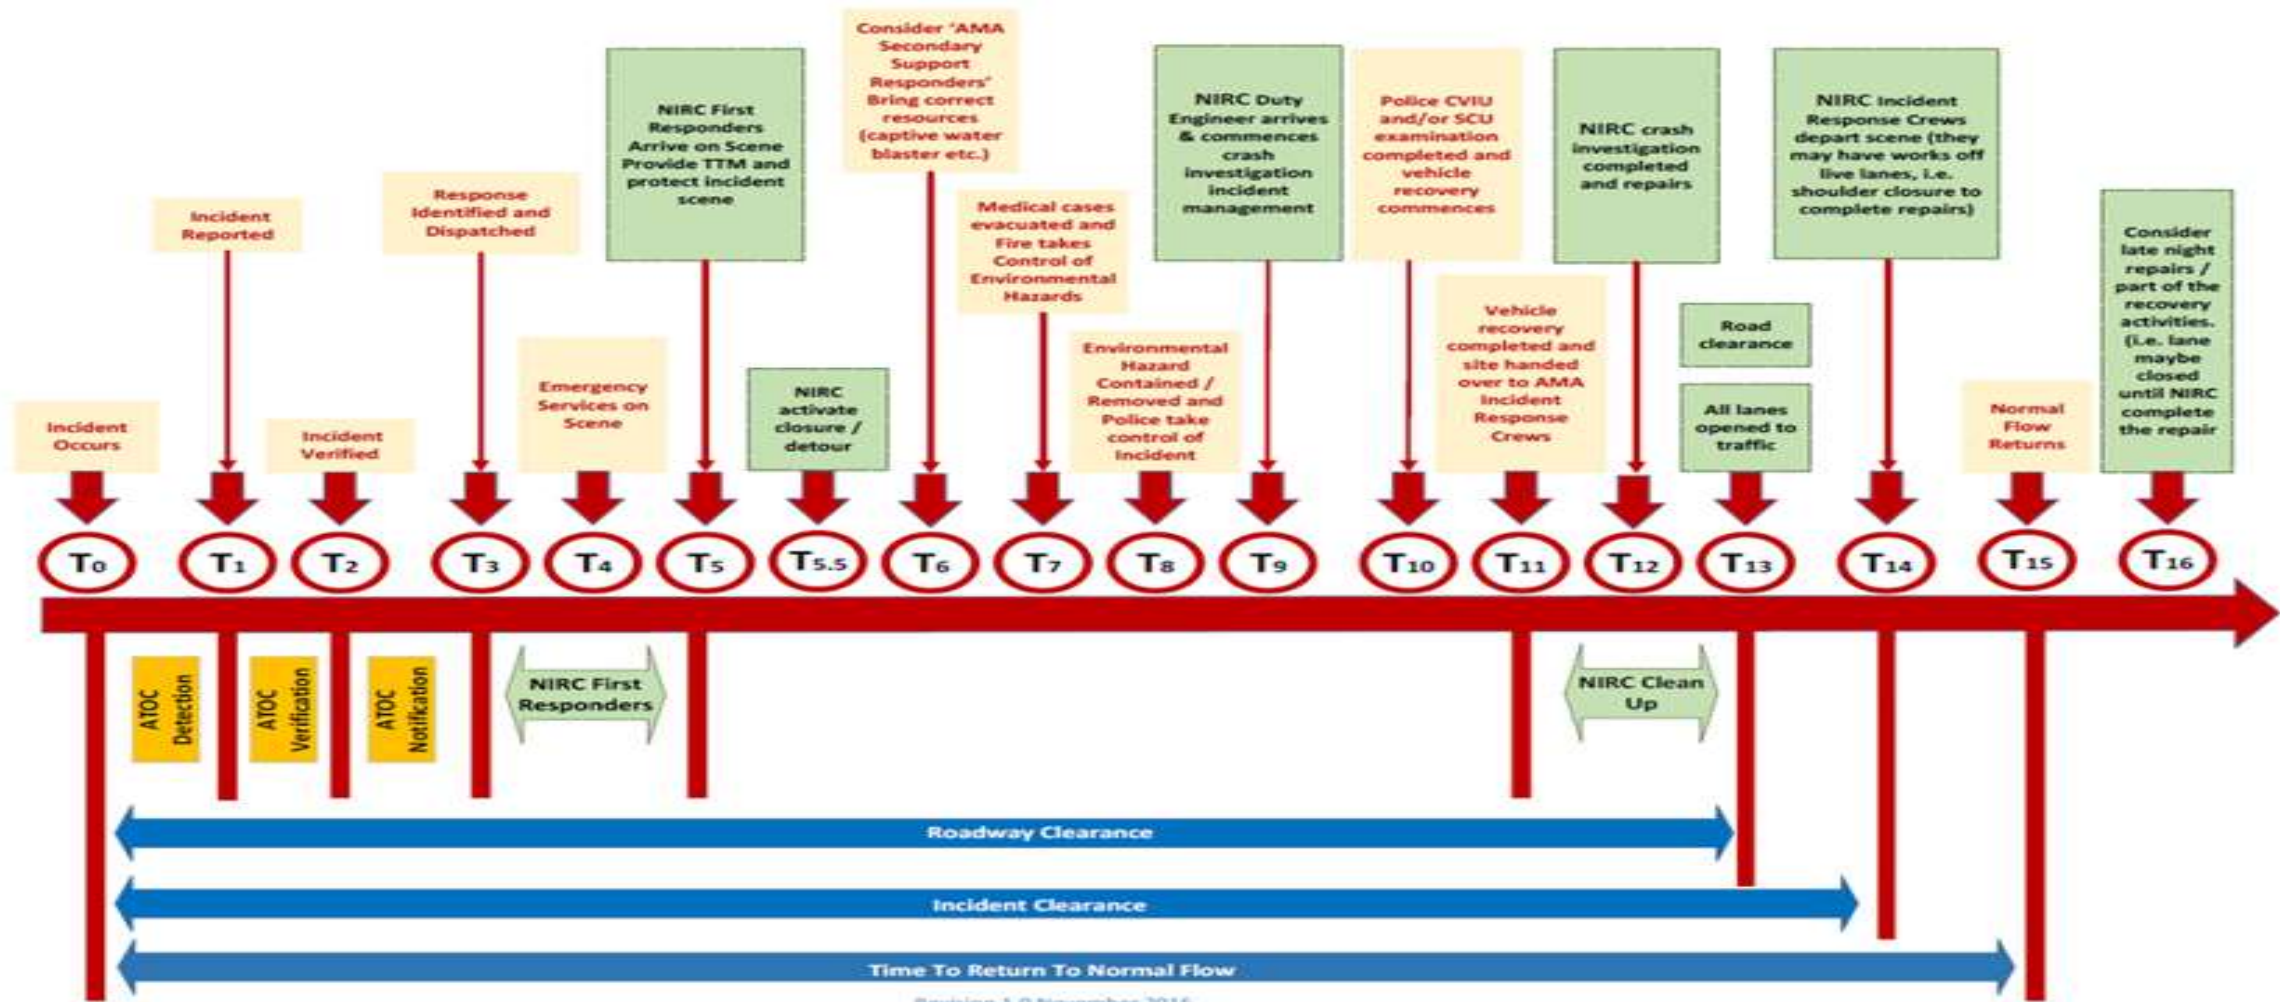 Incident
Occurs
Incident
Reported
Incident
Verified
Response
Identified and
Dispatched
Emergency
Services on
Scene
NIRC First
Responders
Arrive on Scene
Provide TTM and
protect incident
scene
NIRC
activate
closure /
detour
Consider 'AMA
Secondary
Support
Responders'
Bring correct
resources
(captive water
blaster etc.)
Medical cases
evacuated and
Fire takes
Control of
Environmental
Hazards
Environmental
Hazard
Contained /
Removed and
Police take
control of
Incident
NIRC Duty
Engineer arrives
& commences
crash
investigation
incident
management
Police CVIU
and/or SCU
examination
completed and
vehicle
recovery
commences
Vehicle
recovery
completed and
site handed
over to AMA
Incident
Response
Crews
NIRC crash
investigation
completed
and repairs
Road
clearance
All lanes
opened to
traffic
NIRC Incident
Response Crews
depart scene (they
may have works off
live lanes, i.e.
shoulder closure to
complete repairs)
Normal
Flow
Returns
Consider
late night
repairs /
part of the
recovery
activities.
(i.e. lane
maybe
closed
until NIRC
complete
the repair
T0
T1
T2
T3
T4
T5
T5.5
T6
T7
T8
T9
T10
T11
T12
T13
T14
T15
T16
ATOC
Detection
ATOC
Verification
ATOC
Notification
NIRC First
Responders
NIRC Clean
Up
Roadway Clearance
Incident Clearance
Time To Return To Normal Flow
Revision 1.0 November 2016